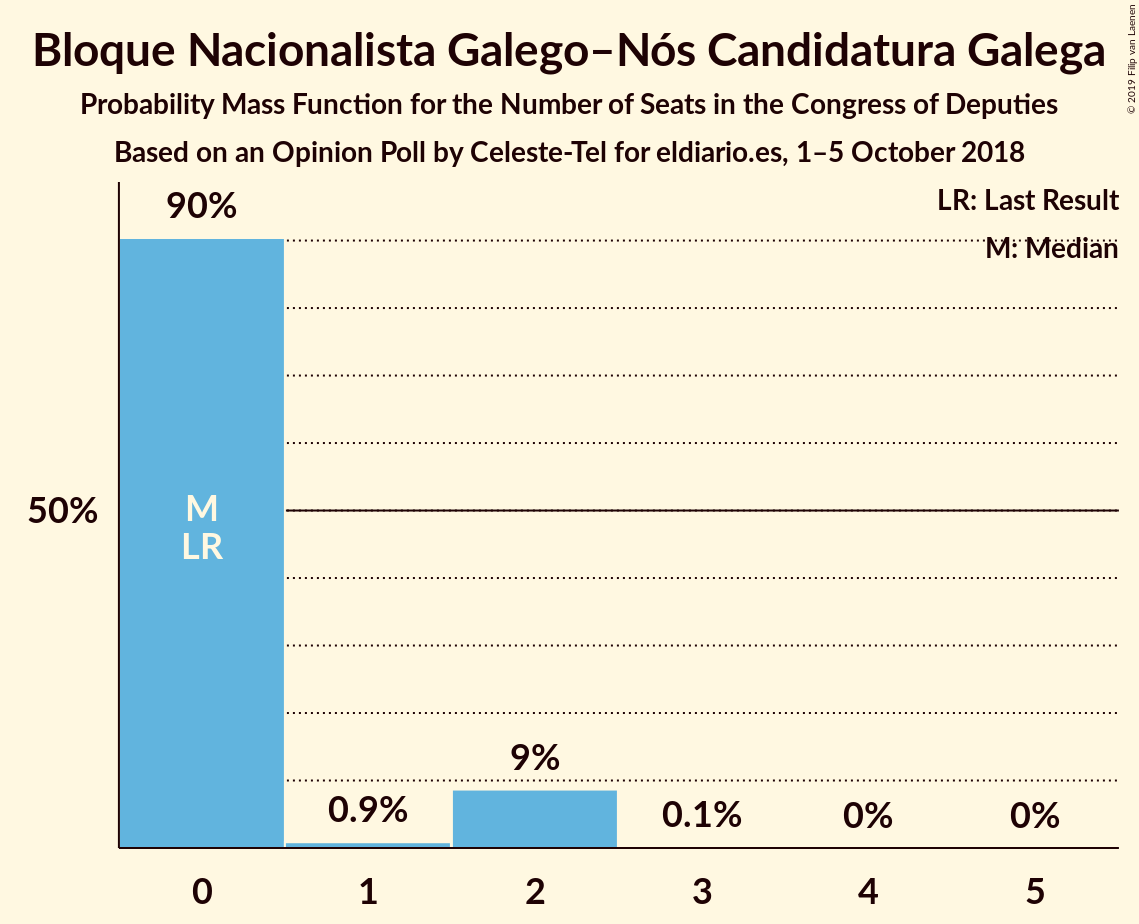 Bloque Nacionalista Galego–Nós Candidatura Galega
Probability Mass Function for the Number of Seats in the Congress of Deputies
Based on an Opinion Poll by Celeste-Tel for eldiario.es, 1–5 October 2018
© 2019 Filip van Laenen
LR: Last Result
M: Median
90%
50%
M
LR
0.9%
9%
0.1%
0%
0%
0 1 2 3 4 5